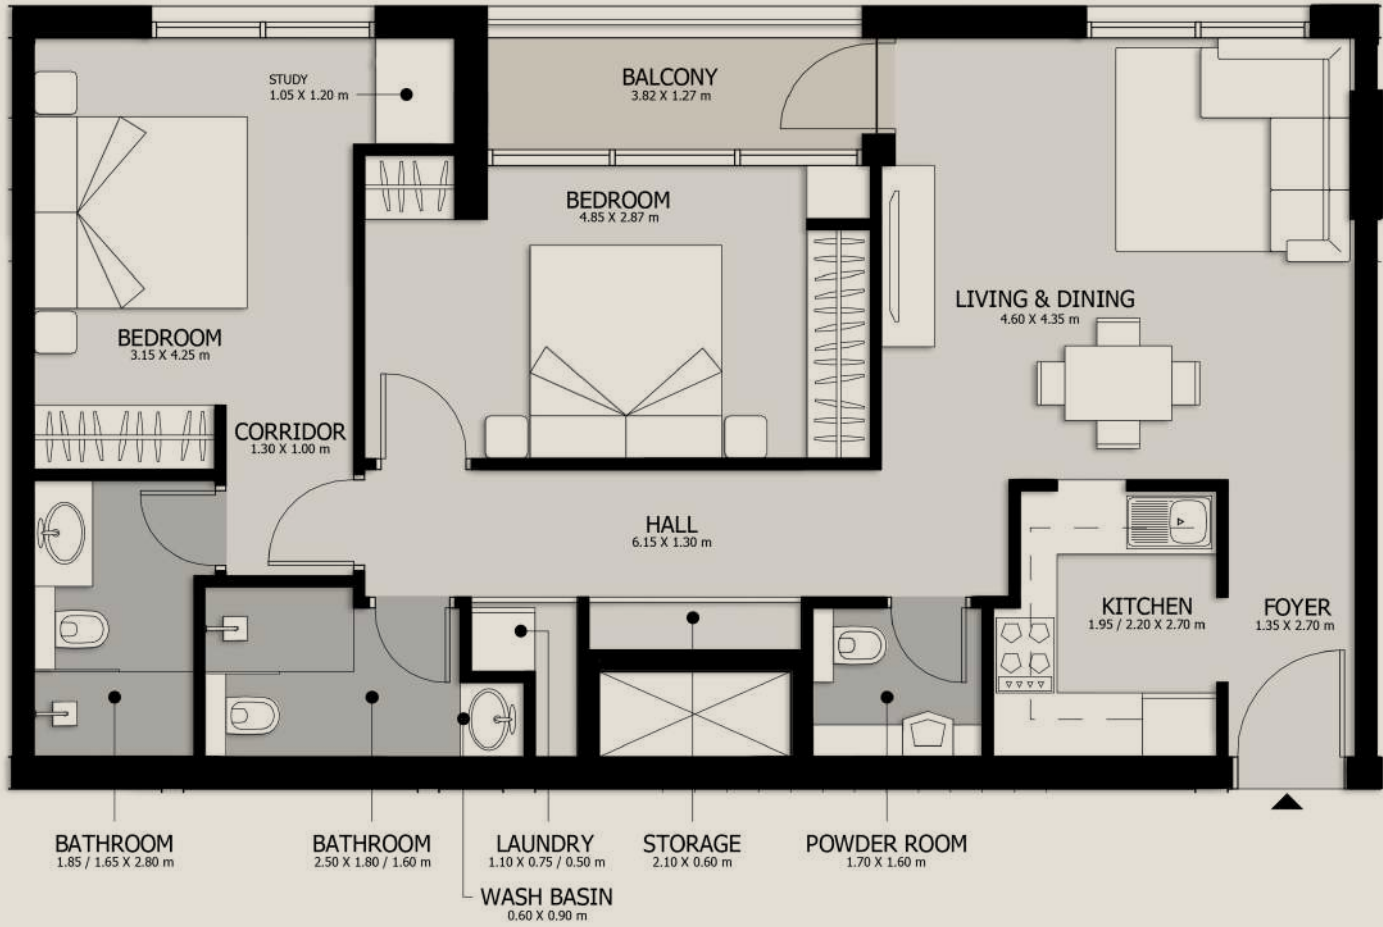 STUDY
1.05 X 1.20 m
BALCONY
3.82 X 1.27 m
BEDROOM
4.85 X 2.87 m
LIVING & DINING
4.60 X 4.35 m
BEDROOM
3.15 X 4.25 m
CORRIDOR
1.30 X 1.00 m
HALL
6.15 X 1.30 m
KITCHEN
1.95 / 2.20 X 2.70 m
FOYER
1.35 X 2.70 m
BATHROOM
1.85 / 1.65 X 2.80 m
BATHROOM
2.50 X 1.80 / 1.60 m
LAUNDRY
1.10 X 0.75 / 0.50 m
STORAGE
2.10 X 0.60 m
POWDER ROOM
1.70 X 1.60 m
WASH BASIN
0.60 X 0.90 m